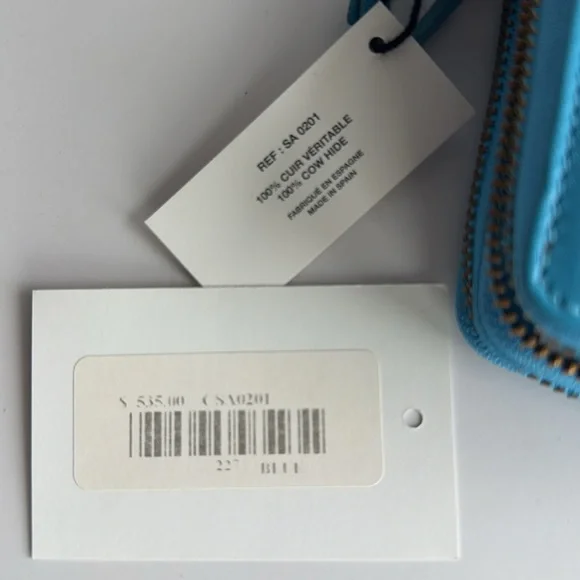 REF : SA 0201
100% CUIR VÉRITABLE
100% COW HIDE
FABRIQUÉ EN ESPAGNE
MADE IN SPAIN
$ 535.00 CSA0201
227 BLUE